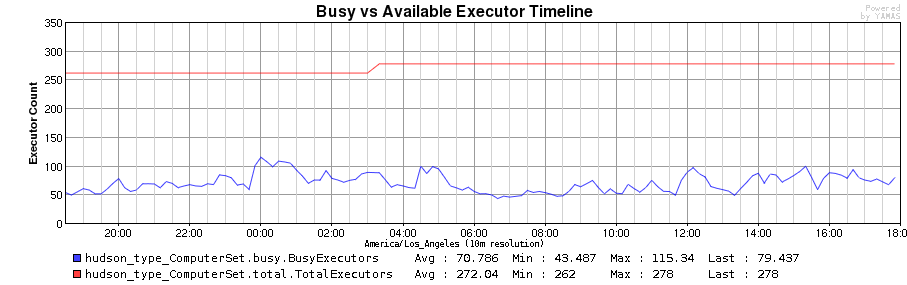 Busy vs Available Executor Timeline
Powered
by YAMAS
Executor Count
350
300
250
200
150
100
50
0
20:00 22:00 00:00 02:00 04:00 06:00 08:00 10:00 12:00 14:00 16:00 18:0
America/Los_Angeles (10m resolution)
hudson_type_ComputerSet.busy.BusyExecutors Avg : 70.786 Min : 43.487 Max : 115.34 Last : 79.437
hudson_type_ComputerSet.total.TotalExecutors Avg : 272.04 Min : 262 Max : 278 Last : 278